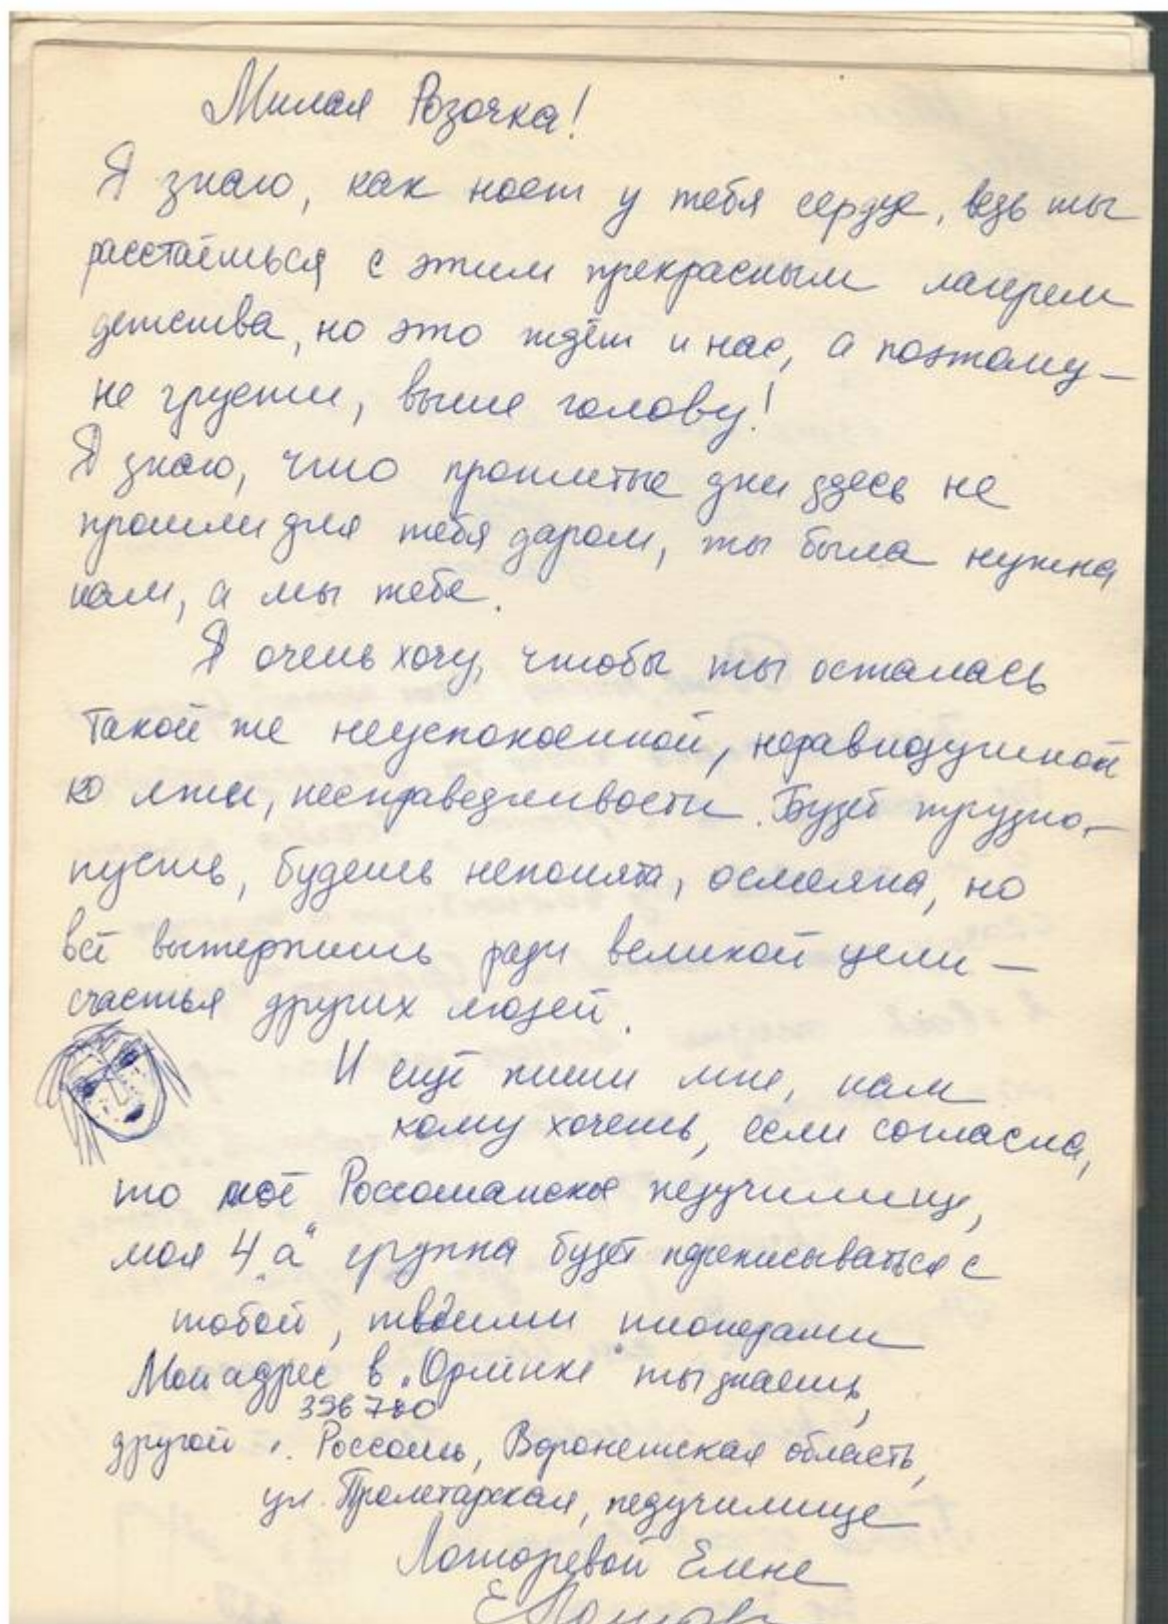 Милая Розочка!
Я знаю, как ноет у тебя сердце, ведь ты
расстаёшься с этим прекрасным лагерем
детства, но это ждёт и нас, а поэтому –
не грусти, выше голову!
Я знаю, что прожитые дни здесь не
прошли для тебя даром, ты была нужна
нам, а мы тебе.
Я очень хочу, чтобы ты осталась
такой же неуспокоенной, неравнодушной
ко лжи, несправедливости. Будет трудно, –
пусть, будешь непонята, осмеяна, но
всё вытерпишь ради великой цели –
счастья других людей.
И ещё пиши мне, нам
кому хочешь, если согласна,
то моё Россошанское педучилище,
моя 4 „а“ группа будет переписываться с
тобой, твоими пионерами
Мой адрес в „Орлёнке“ ты знаешь,
396780
другой г. Россошь, Воронежская область,
ул. Пролетарская, педучилище
Елене